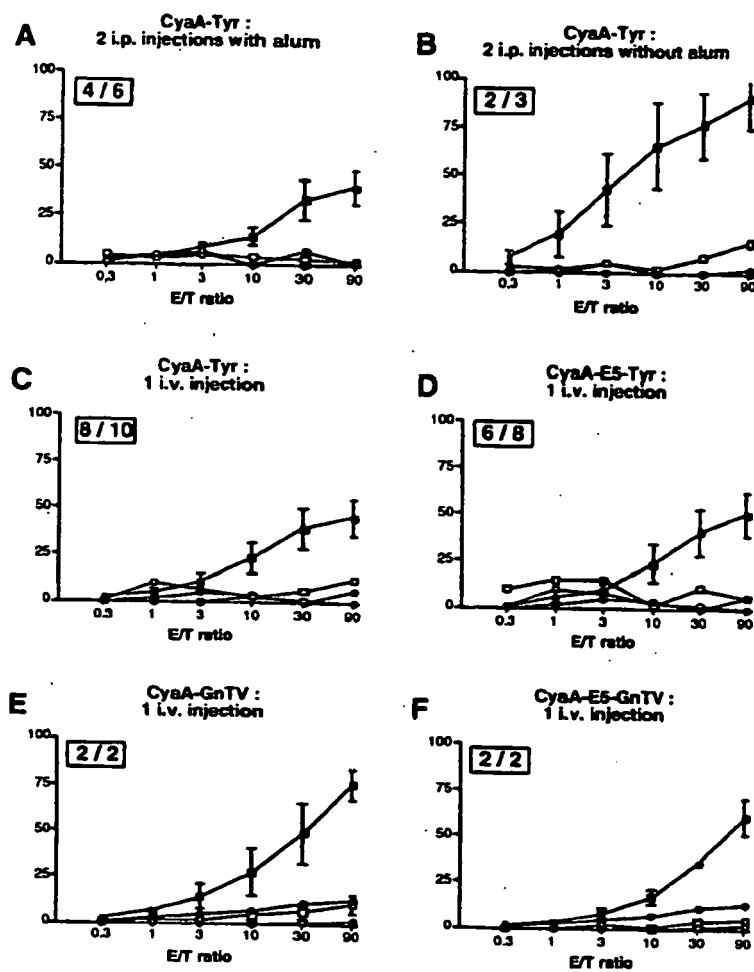 A
CyaA-Tyr :
2 i.p. injections with alum
4 / 6
100
75
50
25
0
0.3 1 3 10 30 90
E/T ratio
B
CyaA-Tyr :
2 i.p. injections without alum
2 / 3
100
75
50
25
0
0.3 1 3 10 30 90
E/T ratio
C
CyaA-Tyr :
1 i.v. injection
8 / 10
100
75
50
25
0
0.3 1 3 10 30 90
E/T ratio
D
CyaA-E5-Tyr :
1 i.v. injection
6 / 8
100
75
50
25
0
0.3 1 3 10 30 90
E/T ratio
E
CyaA-GnTV :
1 i.v. injection
2 / 2
100
75
50
25
0
0.3 1 3 10 30 90
E/T ratio
F
CyaA-E5-GnTV :
1 i.v. injection
2 / 2
100
75
50
25
0
0.3 1 3 10 30 90
E/T ratio